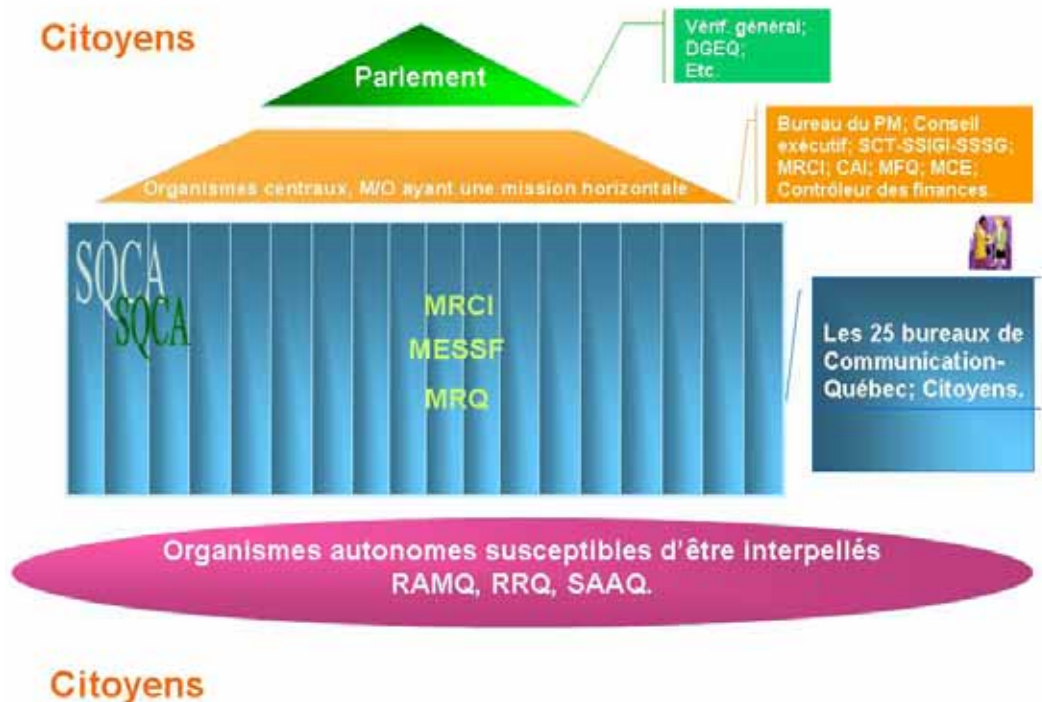 Citoyens
Parlement
Vérif. général;
DGEQ;
Etc.
Organismes centraux, M/O ayant une mission horizontale
Bureau du PM; Conseil
exécutif; SCT-SSIGI-SSSG;
MRCI; CAI; MFQ; MCE;
Contrôleur des finances.
SQCA
SQCA
MRCI
MESSF
MRQ
Les 25 bureaux de
Communication-
Québec; Citoyens.
Organismes autonomes susceptibles d'être interpellés
RAMQ, RRQ, SAAQ.
Citoyens